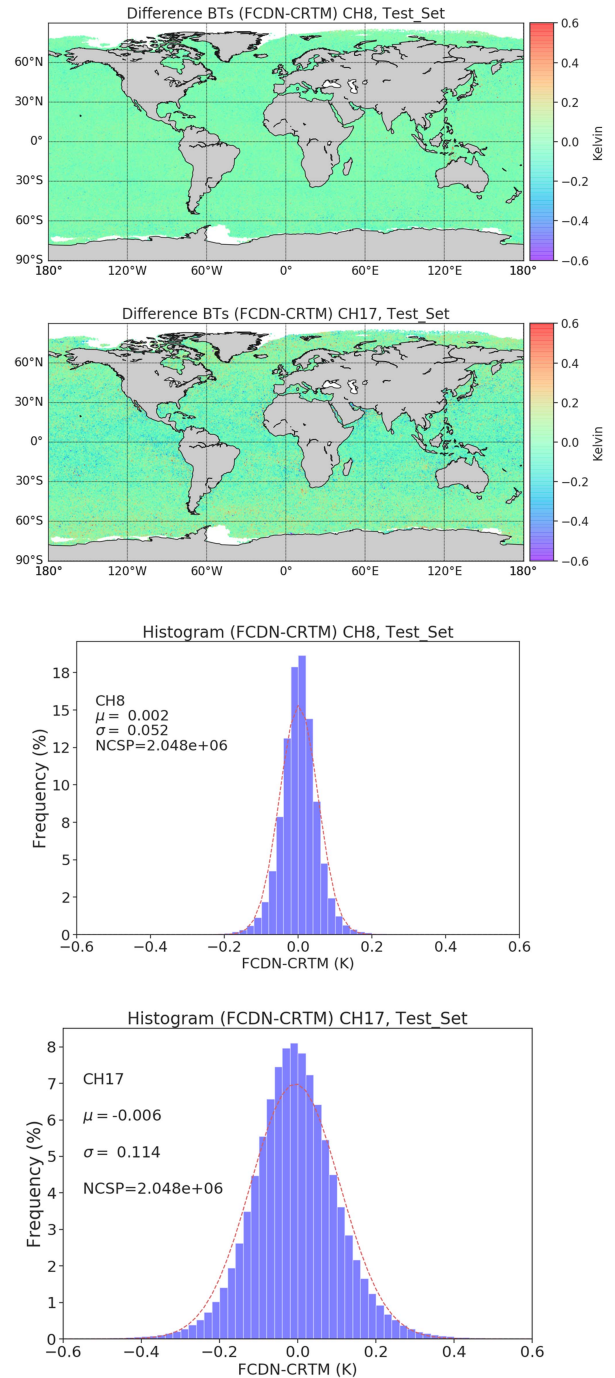 Difference BTs (FCDN-CRTM) CH8, Test_Set
0.6
60°N
0.4
30°N
0.2
0°
0.0
Kelvin
30°S
−0.2
60°S
−0.4
90°S
−0.6
180° 120°W 60°W 0° 60°E 120°E 180°
Difference BTs (FCDN-CRTM) CH17, Test_Set
0.6
60°N
0.4
30°N
0.2
0°
0.0
Kelvin
30°S
−0.2
60°S
−0.4
90°S
−0.6
180° 120°W 60°W 0° 60°E 120°E 180°
Histogram (FCDN-CRTM) CH8, Test_Set
18
CH8
15
μ = 0.002
σ = 0.052
12
NCSP=2.048e+06
10
Frequency (%)
8
5
2
0
−0.6 −0.4 −0.2 0.0 0.2 0.4 0.6
FCDN-CRTM (K)
Histogram (FCDN-CRTM) CH17, Test_Set
8
CH17
7
μ = -0.006
6
σ = 0.114
5
NCSP=2.048e+06
4
Frequency (%)
3
2
1
0
−0.6 −0.4 −0.2 0.0 0.2 0.4 0.6
FCDN-CRTM (K)